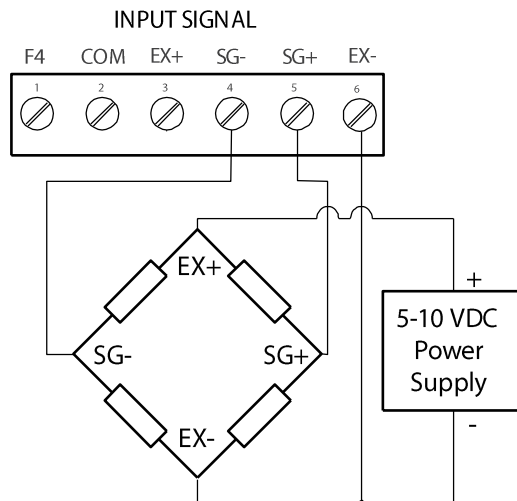 INPUT SIGNAL
F4 COM EX+ SG- SG+ EX-
1 2 3 4 5 6
EX+
SG- SG+
EX-
+
5-10 VDC
Power
Supply
-